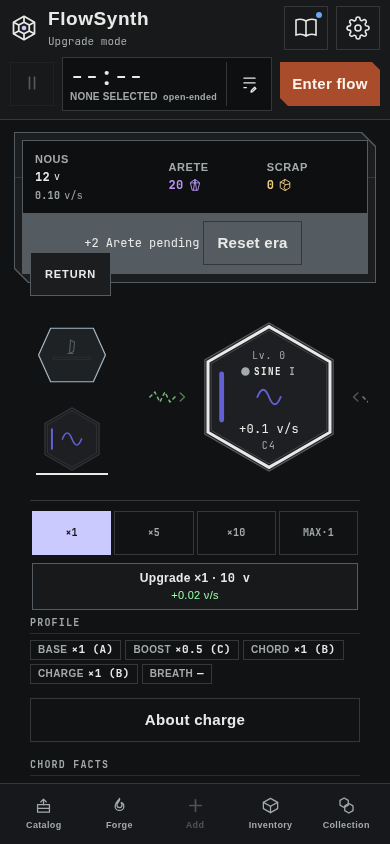 FlowSynth
Upgrade mode
--:--
NONE SELECTED open-ended
Enter flow
NOUS
12 ν
0.10 ν/s
ARETE
20
SCRAP
0
+2 Arete pending
Reset era
RETURN
Lv. 0
SINE I
+0.1 ν/s
C4
×1
×5
×10
MAX·1
Upgrade ×1 · 10 ν
+0.02 ν/s
PROFILE
BASE ×1 (A)
BOOST ×0.5 (C)
CHORD ×1 (B)
CHARGE ×1 (B)
BREATH —
About charge
CHORD FACTS
Catalog
Forge
Add
Inventory
Collection